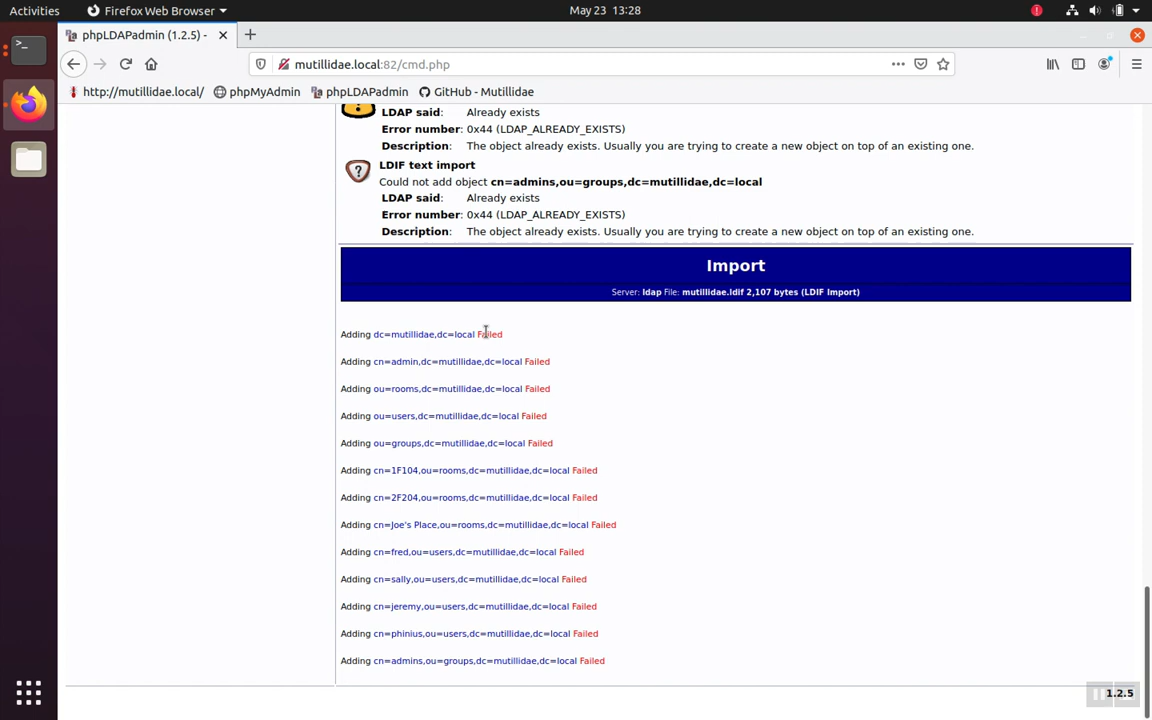 Activities
Firefox Web Browser
May 23 13:28
phpLDAPadmin (1.2.5) -
mutillidae.local:82/cmd.php
http://mutillidae.local/
phpMyAdmin
phpLDAPadmin
GitHub - Mutillidae
LDAP said: Already exists
Error number: 0x44 (LDAP_ALREADY_EXISTS)
Description: The object already exists. Usually you are trying to create a new object on top of an existing one.
LDIF text import
Could not add object cn=admins,ou=groups,dc=mutillidae,dc=local
LDAP said: Already exists
Error number: 0x44 (LDAP_ALREADY_EXISTS)
Description: The object already exists. Usually you are trying to create a new object on top of an existing one.
Import
Server: ldap File: mutillidae.ldif 2,107 bytes (LDIF Import)
Adding dc=mutillidae,dc=local Failed
Adding cn=admin,dc=mutillidae,dc=local Failed
Adding ou=rooms,dc=mutillidae,dc=local Failed
Adding ou=users,dc=mutillidae,dc=local Failed
Adding ou=groups,dc=mutillidae,dc=local Failed
Adding cn=1F104,ou=rooms,dc=mutillidae,dc=local Failed
Adding cn=2F204,ou=rooms,dc=mutillidae,dc=local Failed
Adding cn=Joe's Place,ou=rooms,dc=mutillidae,dc=local Failed
Adding cn=fred,ou=users,dc=mutillidae,dc=local Failed
Adding cn=sally,ou=users,dc=mutillidae,dc=local Failed
Adding cn=jeremy,ou=users,dc=mutillidae,dc=local Failed
Adding cn=phinius,ou=users,dc=mutillidae,dc=local Failed
Adding cn=admins,ou=groups,dc=mutillidae,dc=local Failed
1.2.5